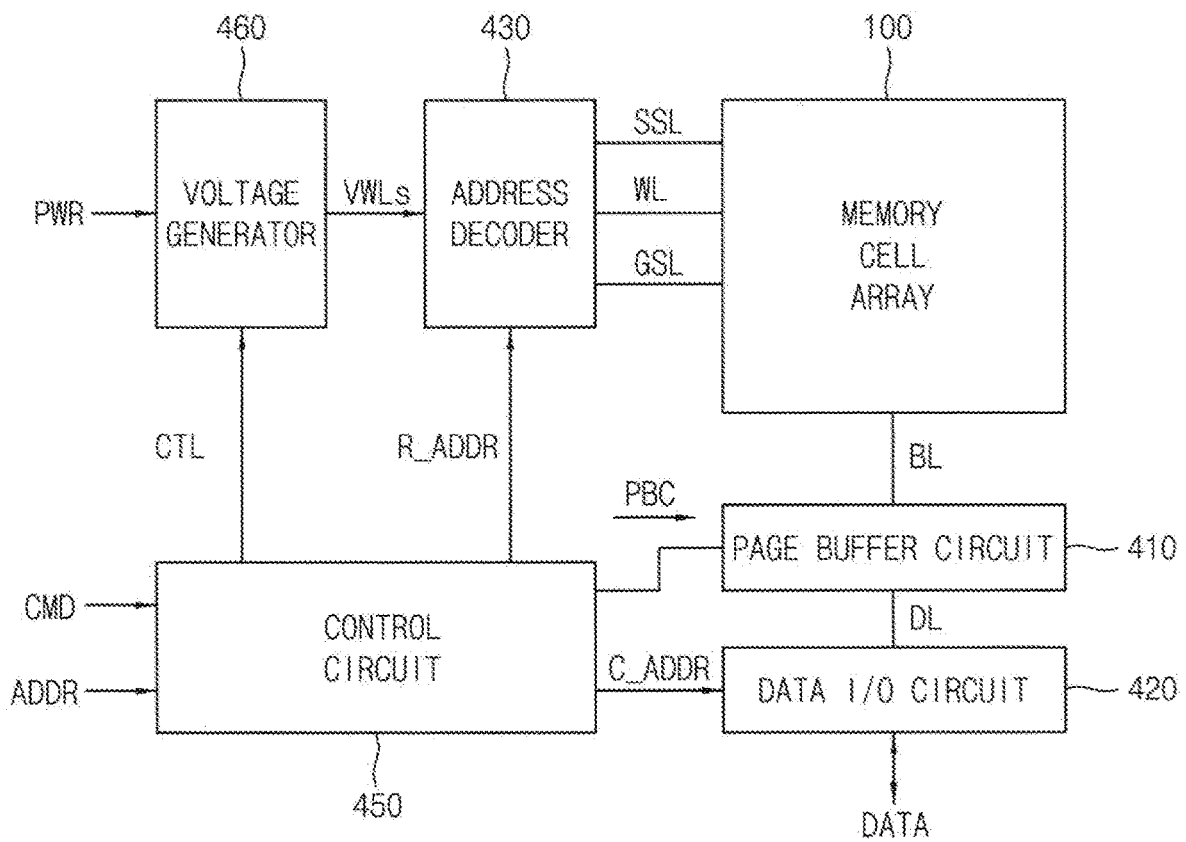 460
430
100
VOLTAGE
GENERATOR
ADDRESS
DECODER
MEMORY
CELL
ARRAY
PWR
VWLs
SSL
WL
GSL
CTL
R_ADDR
BL
PBC
PAGE BUFFER CIRCUIT
410
CMD
ADDR
CONTROL
CIRCUIT
DL
C_ADDR
DATA I/O CIRCUIT
420
450
DATA